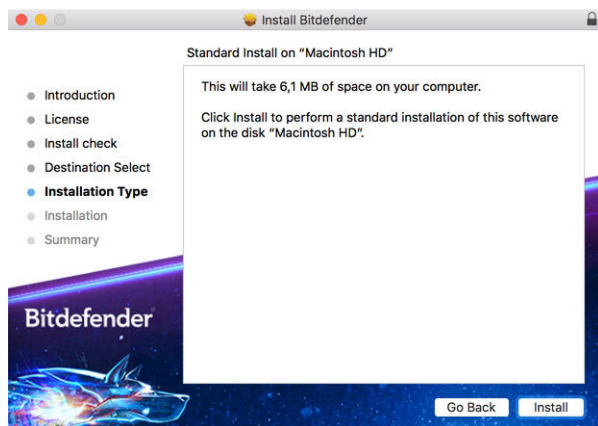 Install Bitdefender
Standard Install on “Macintosh HD”
Introduction
License
Install check
Destination Select
Installation Type
Installation
Summary
This will take 6,1 MB of space on your computer.
Click Install to perform a standard installation of this software
on the disk “Macintosh HD”.
Bitdefender
Go Back
Install